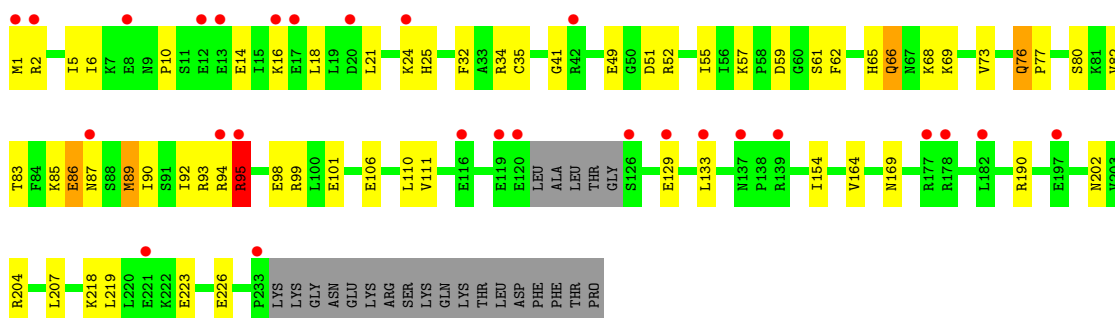 M1 R2 I5 I6 K7 E8 N9 P10 S11 E12 E13 E14 I15 K16 E17 L18 L19 D20 L21 K24 H25 F32 A33 R34 C35 G41 R42 E49 G50 D51 R52 I55 I56 K57 P58 D59 G60 S61 F62 H65 Q66 N67 K68 K69 V73 Q76 P77 S80 K81
T83 F84 K85 E86 N87 S88 M89 I90 S91 I92 R93 R94 R95 E98 R99 L100 E101 E106 L110 V111 E116 E119 E120 LEU ALA LEU THR GLY S126 E129 L133 N137 P138 R139 I154 V164 N169 R177 R178 L182 R190 E197 N202
R204 L207 K218 L219 L220 E221 K222 E223 E226 P233 LYS LYS GLY ASN GLU LYS ARG SER LYS GLN LYS THR LEU ASP PHE PHE THR PRO